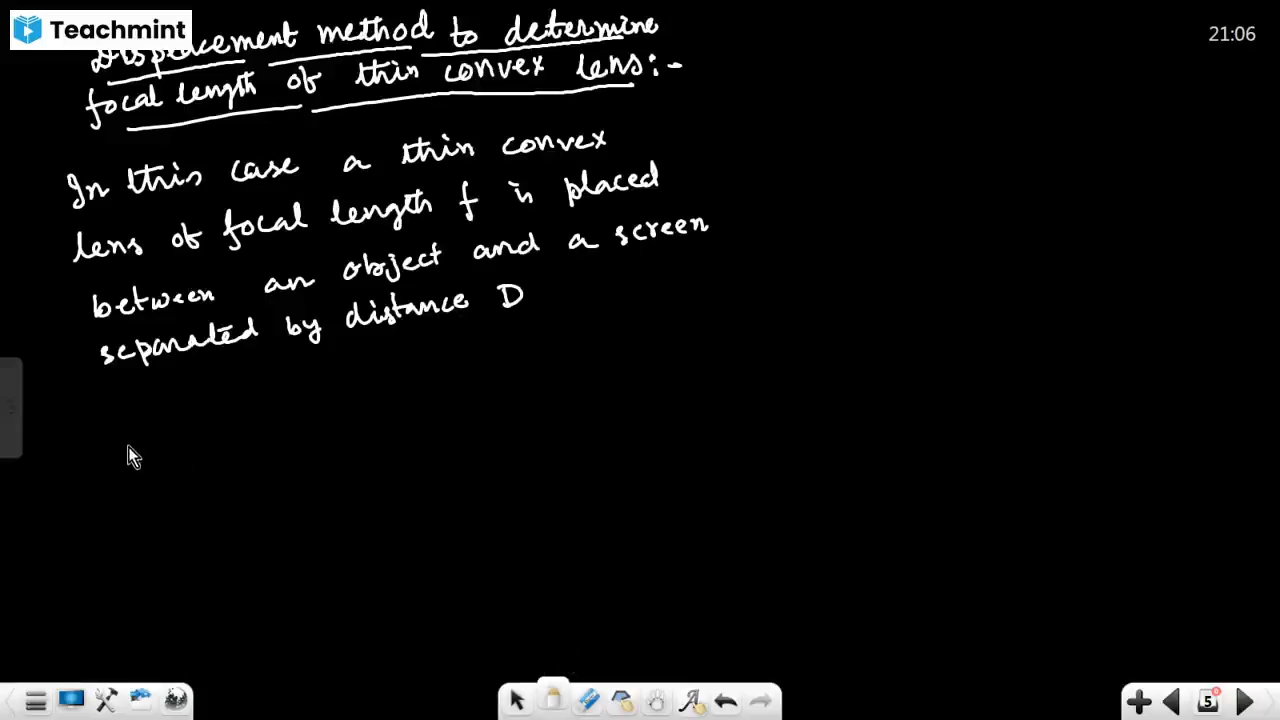 Teachmint
21:06
Displacement method to determine
focal length of thin convex lens:-
In this case a thin convex
lens of focal length f is placed
between an object and a screen
separated by distance D
5